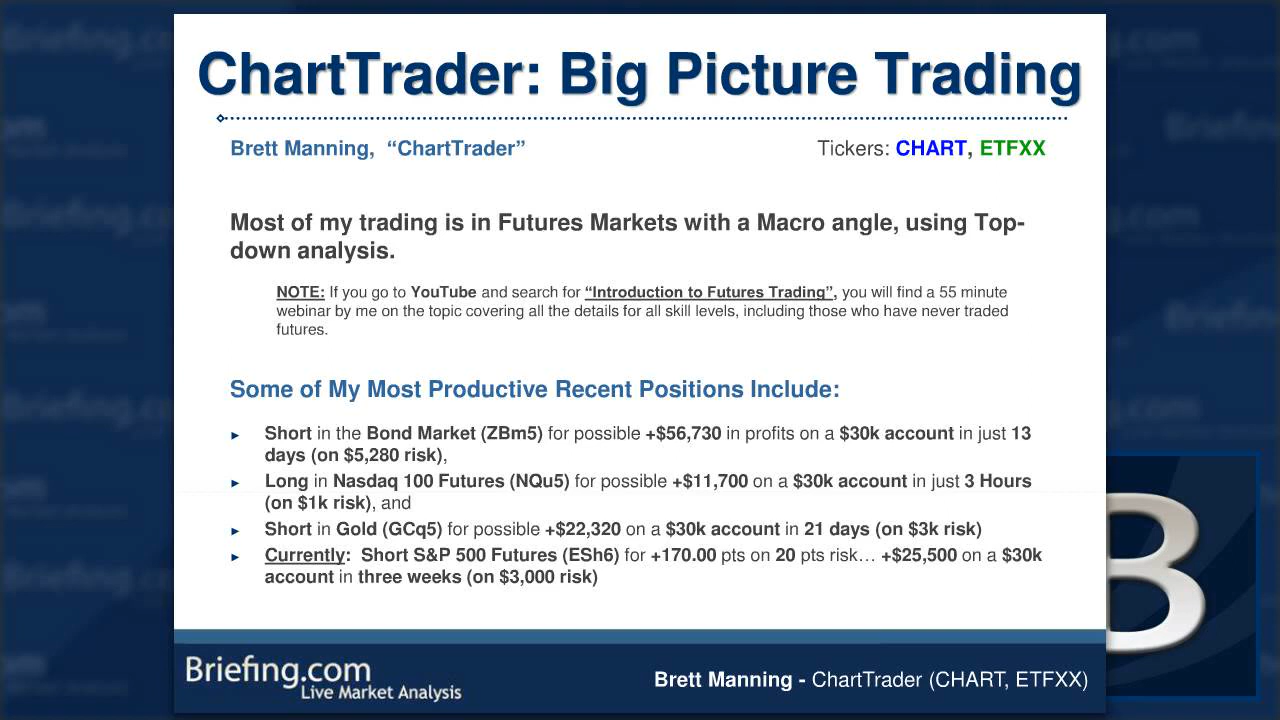 ChartTrader: Big Picture Trading
Brett Manning, “ChartTrader”
Tickers: CHART, ETFXX
Most of my trading is in Futures Markets with a Macro angle, using Top-
down analysis.
NOTE: If you go to YouTube and search for “Introduction to Futures Trading”, you will find a 55 minute
webinar by me on the topic covering all the details for all skill levels, including those who have never traded
futures.
Some of My Most Productive Recent Positions Include:
► Short in the Bond Market (ZBm5) for possible +$56,730 in profits on a $30k account in just 13
days (on $5,280 risk),
► Long in Nasdaq 100 Futures (NQu5) for possible +$11,700 on a $30k account in just 3 Hours
(on $1k risk), and
► Short in Gold (GCq5) for possible +$22,320 on a $30k account in 21 days (on $3k risk)
► Currently: Short S&P 500 Futures (ESh6) for +170.00 pts on 20 pts risk… +$25,500 on a $30k
account in three weeks (on $3,000 risk)
Briefing.com
Live Market Analysis
Brett Manning - ChartTrader (CHART, ETFXX)
B